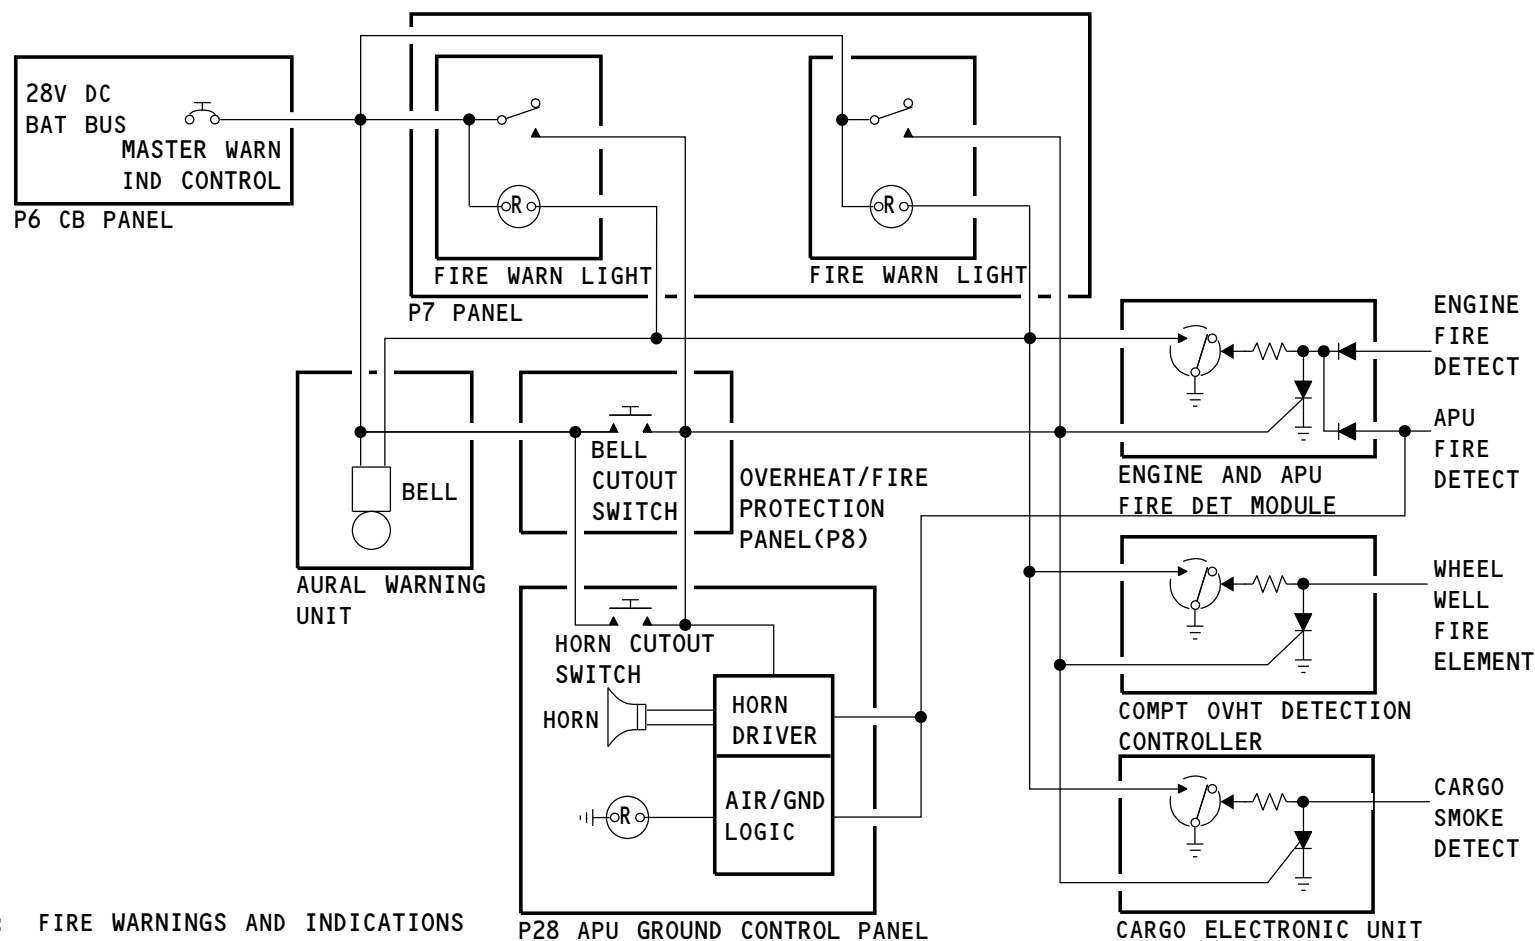 28V DC
BAT BUS
MASTER WARN
IND CONTROL
P6 CB PANEL
R
FIRE WARN LIGHT
R
FIRE WARN LIGHT
P7 PANEL
BELL
AURAL WARNING
UNIT
BELL
CUTOUT
SWITCH
OVERHEAT/FIRE
PROTECTION
PANEL(P8)
HORN CUTOUT
SWITCH
HORN
HORN
DRIVER
AIR/GND
LOGIC
R
P28 APU GROUND CONTROL PANEL
ENGINE
FIRE
DETECT
APU
FIRE
DETECT
ENGINE AND APU
FIRE DET MODULE
WHEEL
WELL
FIRE
ELEMENT
COMPT OVHT DETECTION
CONTROLLER
CARGO
SMOKE
DETECT
CARGO ELECTRONIC UNIT
: FIRE WARNINGS AND INDICATIONS